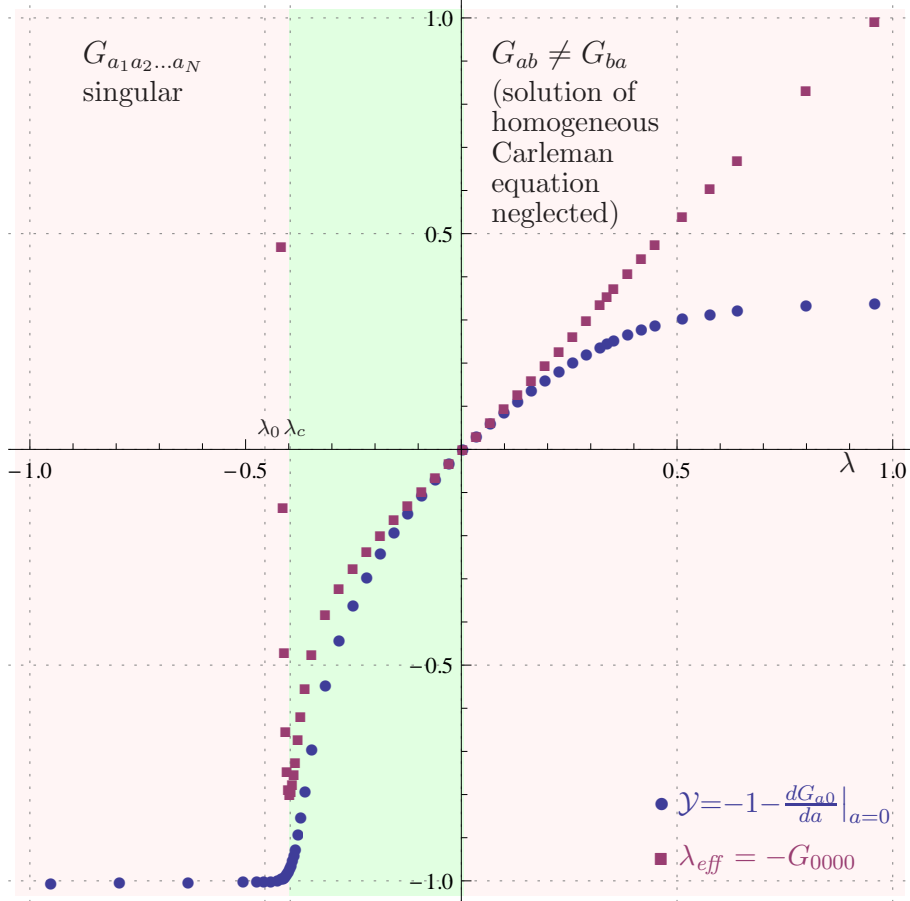 1.0
G_{a_1a_2...a_N}
singular
G_{ab} ≠ G_{ba}
(solution of
homogeneous
Carleman
equation
neglected)
0.5
λ_0 λ_c
−1.0 −0.5 0.5 λ 1.0
−0.5
𝒴=−1−\frac{dG_{a0}}{da}|_{a=0}
λ_{eff} = −G_{0000}
−1.0